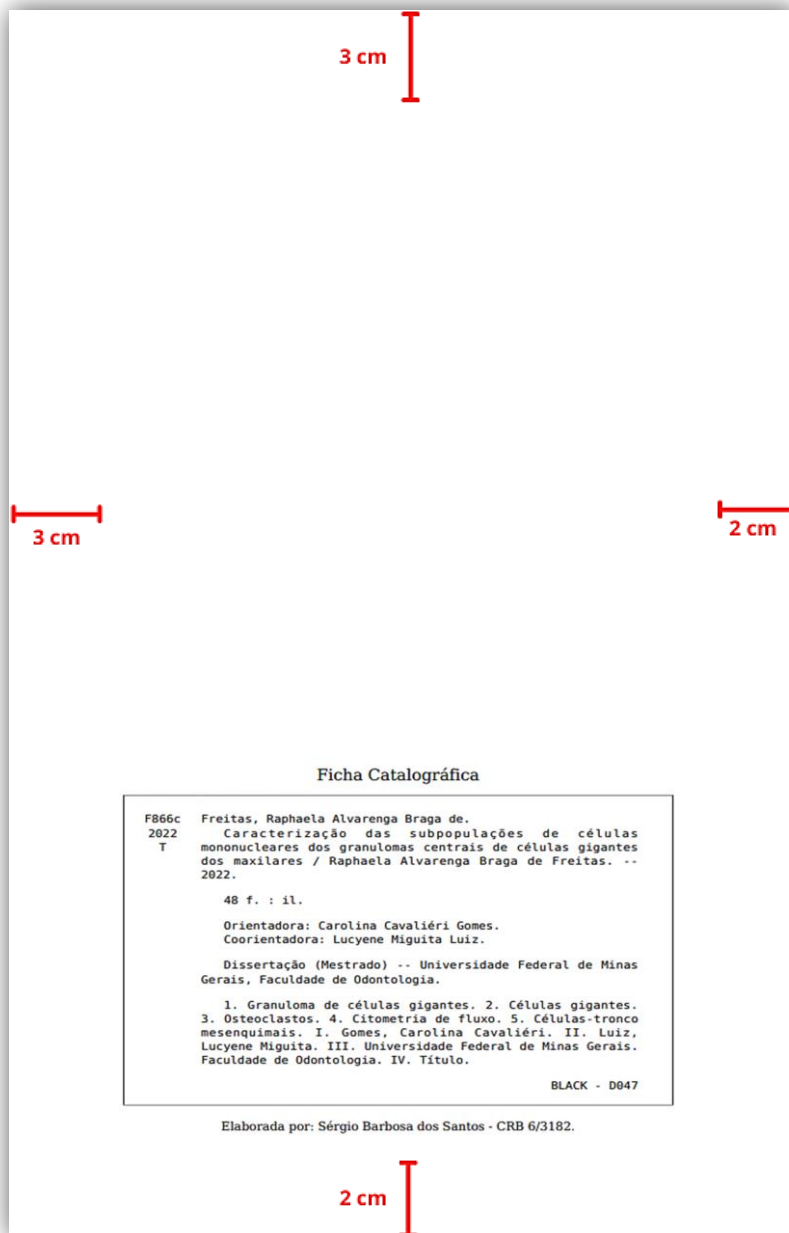 3 cm
3 cm
2 cm
Ficha Catalográfica
F866c Freitas, Raphaela Alvarenga Braga de.
2022 Caracterização das subpopulações de células
T mononucleares dos granulomas centrais de células gigantes
dos maxilares / Raphaela Alvarenga Braga de Freitas. --
2022.
48 f. : il.
Orientadora: Carolina Cavaliéri Gomes.
Coorientadora: Lucyene Miguita Luiz.
Dissertação (Mestrado) -- Universidade Federal de Minas
Gerais, Faculdade de Odontologia.
1. Granuloma de células gigantes. 2. Células gigantes.
3. Osteoclastos. 4. Citometria de fluxo. 5. Células-tronco
mesenquimais. I. Gomes, Carolina Cavaliéri. II. Luiz,
Lucyene Miguita. III. Universidade Federal de Minas Gerais.
Faculdade de Odontologia. IV. Título.
BLACK - D047
Elaborada por: Sérgio Barbosa dos Santos - CRB 6/3182.
2 cm